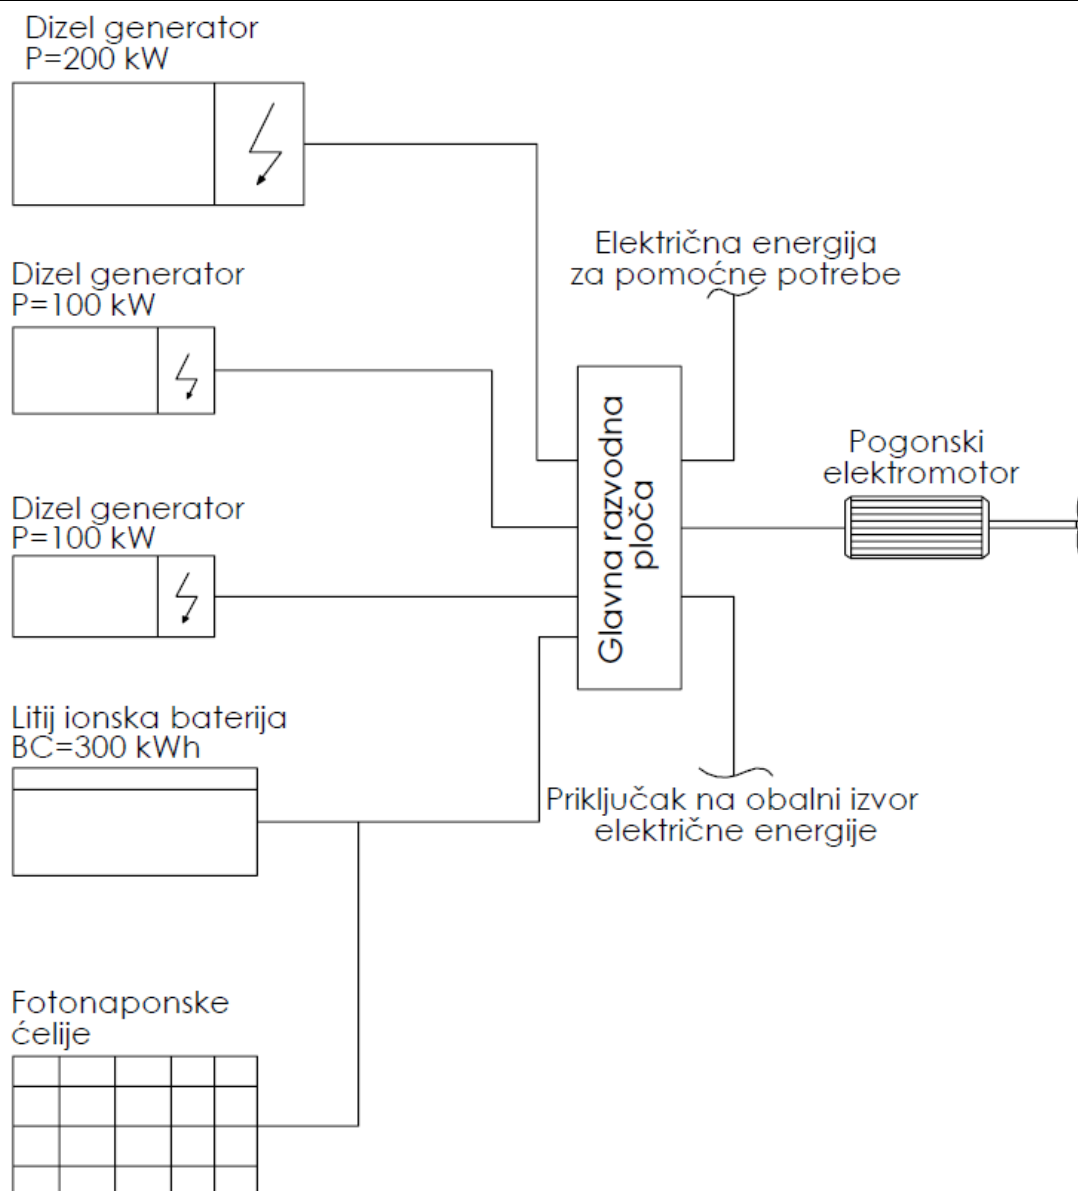 Dizel generator
P=200 kW
Dizel generator
P=100 kW
Dizel generator
P=100 kW
Litij ionska baterija
BC=300 kWh
Fotonaponske
ćelije
Glavna razvodna
ploča
Električna energija
za pomoćne potrebe
Pogonski
elektromotor
Priključak na obalni izvor
električne energije